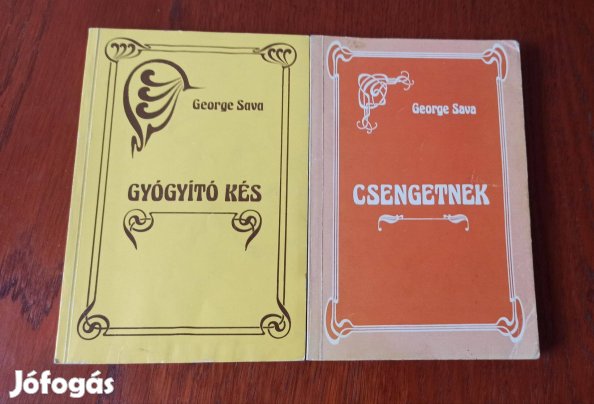 George Sava
GYÓGYÍTÓ KÉS
George Sava
CSENGETNEK
Jófogás